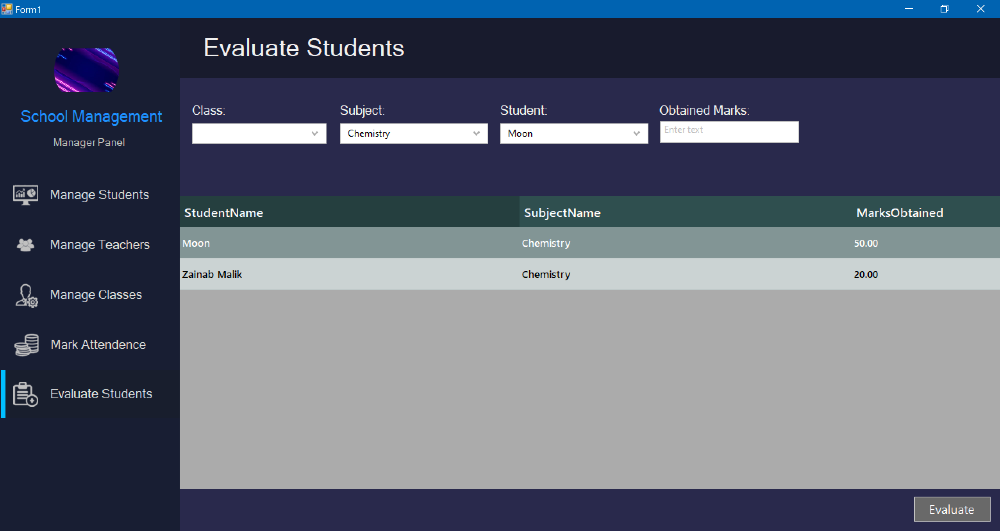 Form1
School Management
Manager Panel
Manage Students
Manage Teachers
Manage Classes
Mark Attendence
Evaluate Students
Evaluate Students
Class: Subject: Student: Obtained Marks:
Chemistry Moon Enter text
StudentName SubjectName MarksObtained
Moon Chemistry 50.00
Zainab Malik Chemistry 20.00
Evaluate